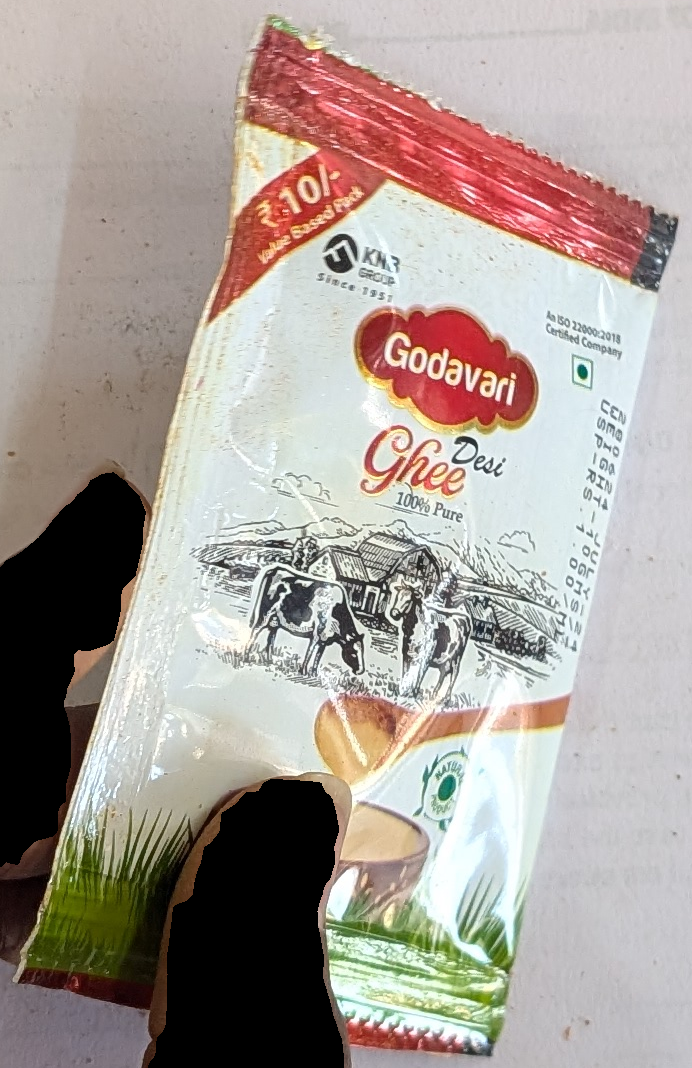 ₹ 10/-
Value Based Pack
KNR
GROUP
Since 1951
An ISO 22000:2018
Certified Company
Godavari
Desi
Ghee
100% Pure
NATURAL